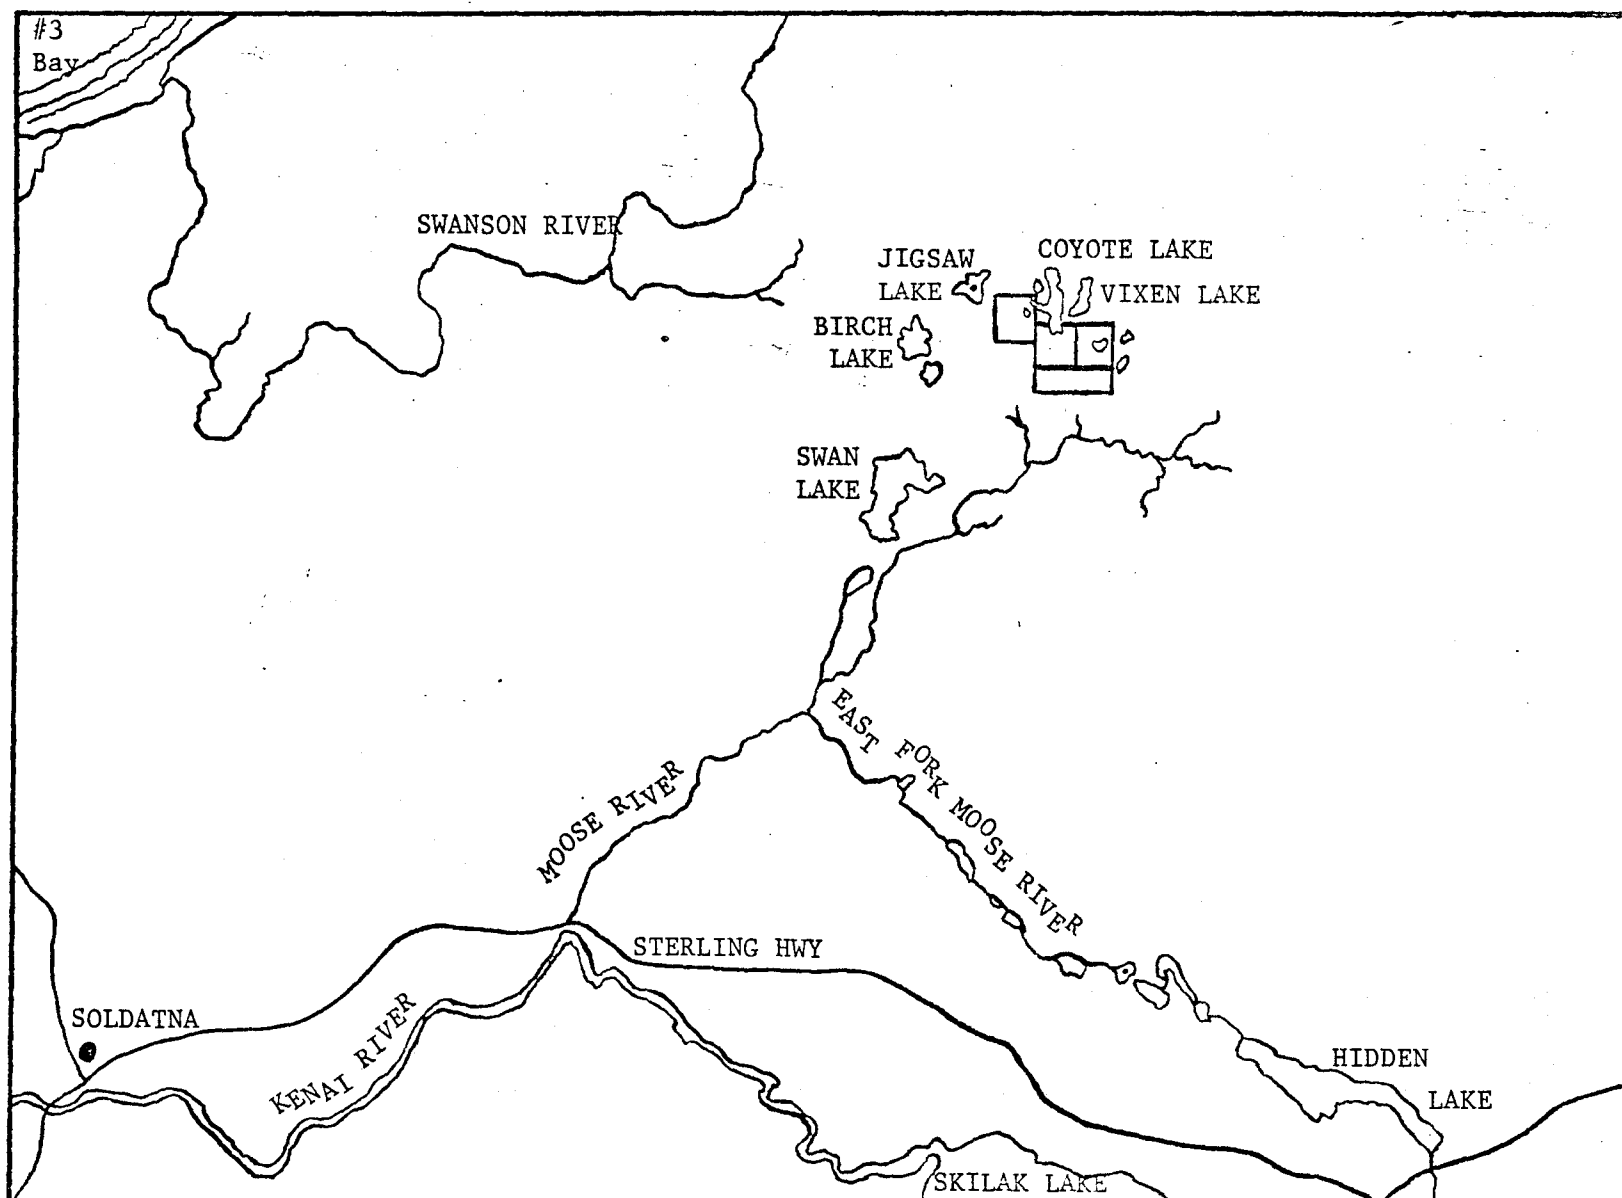 #3
Bay
SWANSON RIVER
JIGSAW
LAKE
COYOTE LAKE
VIXEN LAKE
BIRCH
LAKE
SWAN
LAKE
EAST FORK MOOSE RIVER
MOOSE RIVER
STERLING HWY
SOLDATNA
KENAI RIVER
HIDDEN
LAKE
SKILAK LAKE